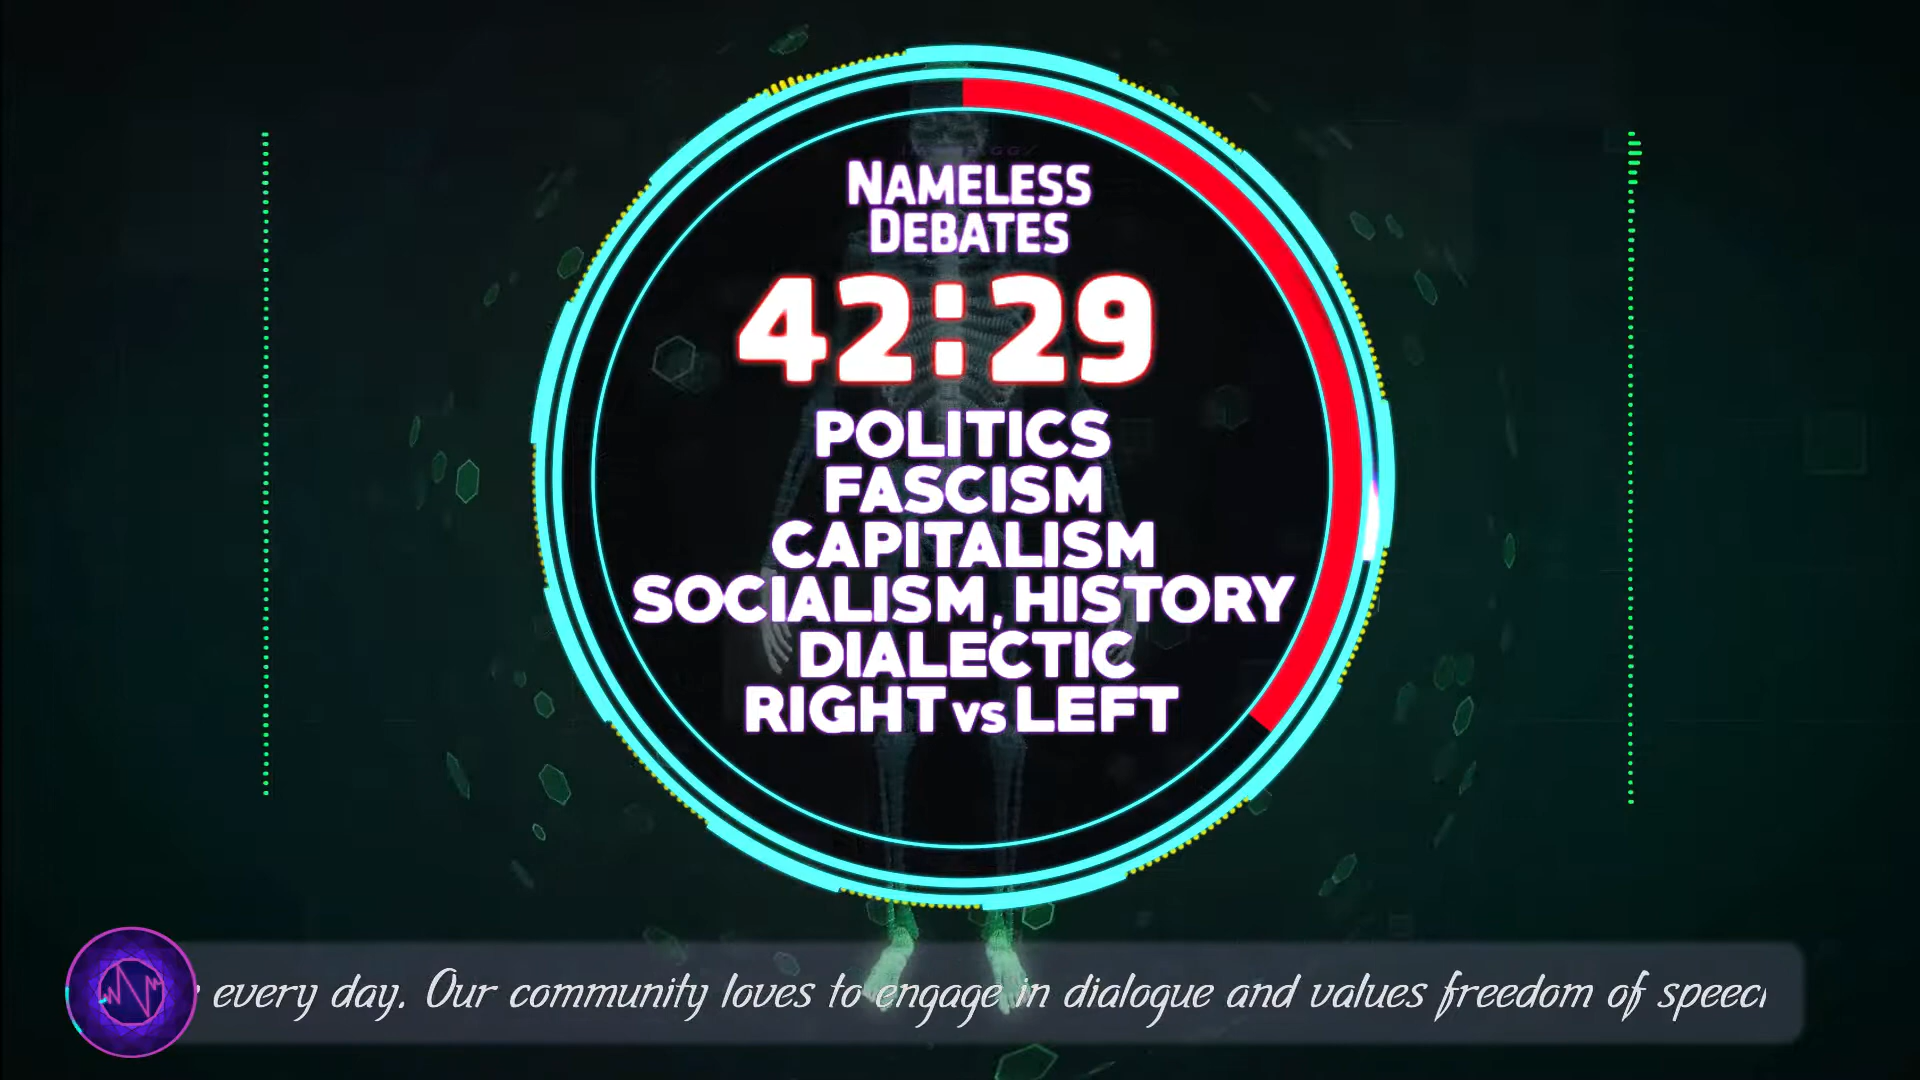 NAMELESS
DEBATES
42:29
POLITICS
FASCISM
CAPITALISM
SOCIALISM, HISTORY
DIALECTIC
RIGHT vs LEFT
every day. Our community loves to engage in dialogue and values freedom of speech